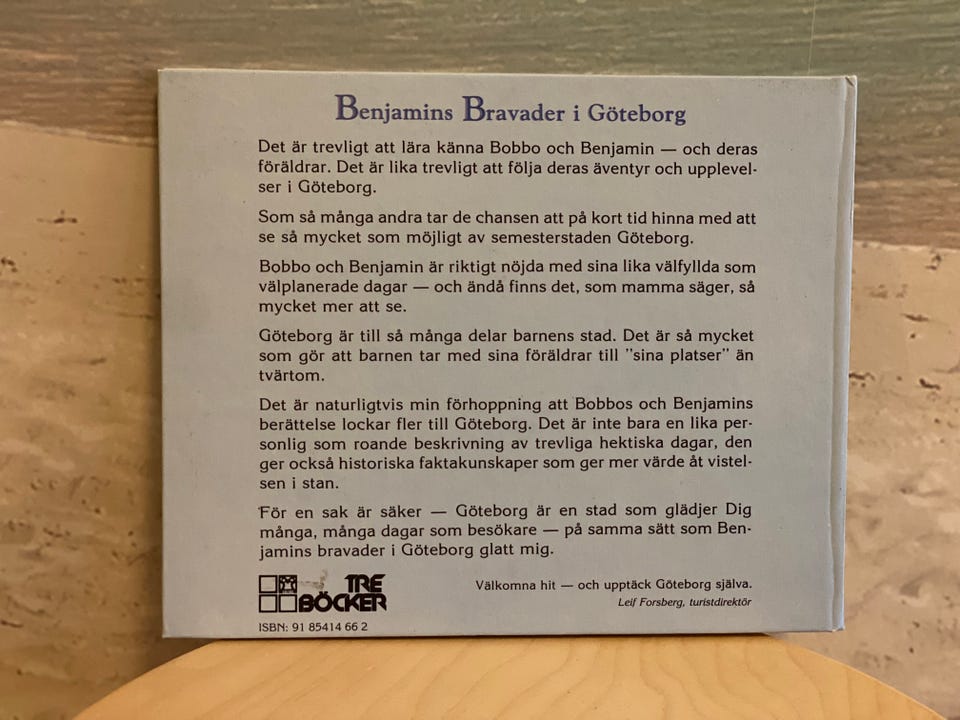 Benjamins Bravader i Göteborg
Det är trevligt att lära känna Bobbo och Benjamin — och deras
föräldrar. Det är lika trevligt att följa deras äventyr och upplevel-
ser i Göteborg.
Som så många andra tar de chansen att på kort tid hinna med att
se så mycket som möjligt av semesterstaden Göteborg.
Bobbo och Benjamin är riktigt nöjda med sina lika välfyllda som
välplanerade dagar — och ändå finns det, som mamma säger, så
mycket mer att se.
Göteborg är till så många delar barnens stad. Det är så mycket
som gör att barnen tar med sina föräldrar till ”sina platser” än
tvärtom.
Det är naturligtvis min förhoppning att Bobbos och Benjamins
berättelse lockar fler till Göteborg. Det är inte bara en lika per-
sonlig som roande beskrivning av trevliga hektiska dagar, den
ger också historiska faktakunskaper som ger mer värde åt vistel-
sen i stan.
För en sak är säker — Göteborg är en stad som glädjer Dig
många, många dagar som besökare — på samma sätt som Ben-
jamins bravader i Göteborg glatt mig.
Välkomna hit — och upptäck Göteborg själva.
Leif Forsberg, turistdirektör
TRE
BÖCKER
ISBN: 91 85414 66 2